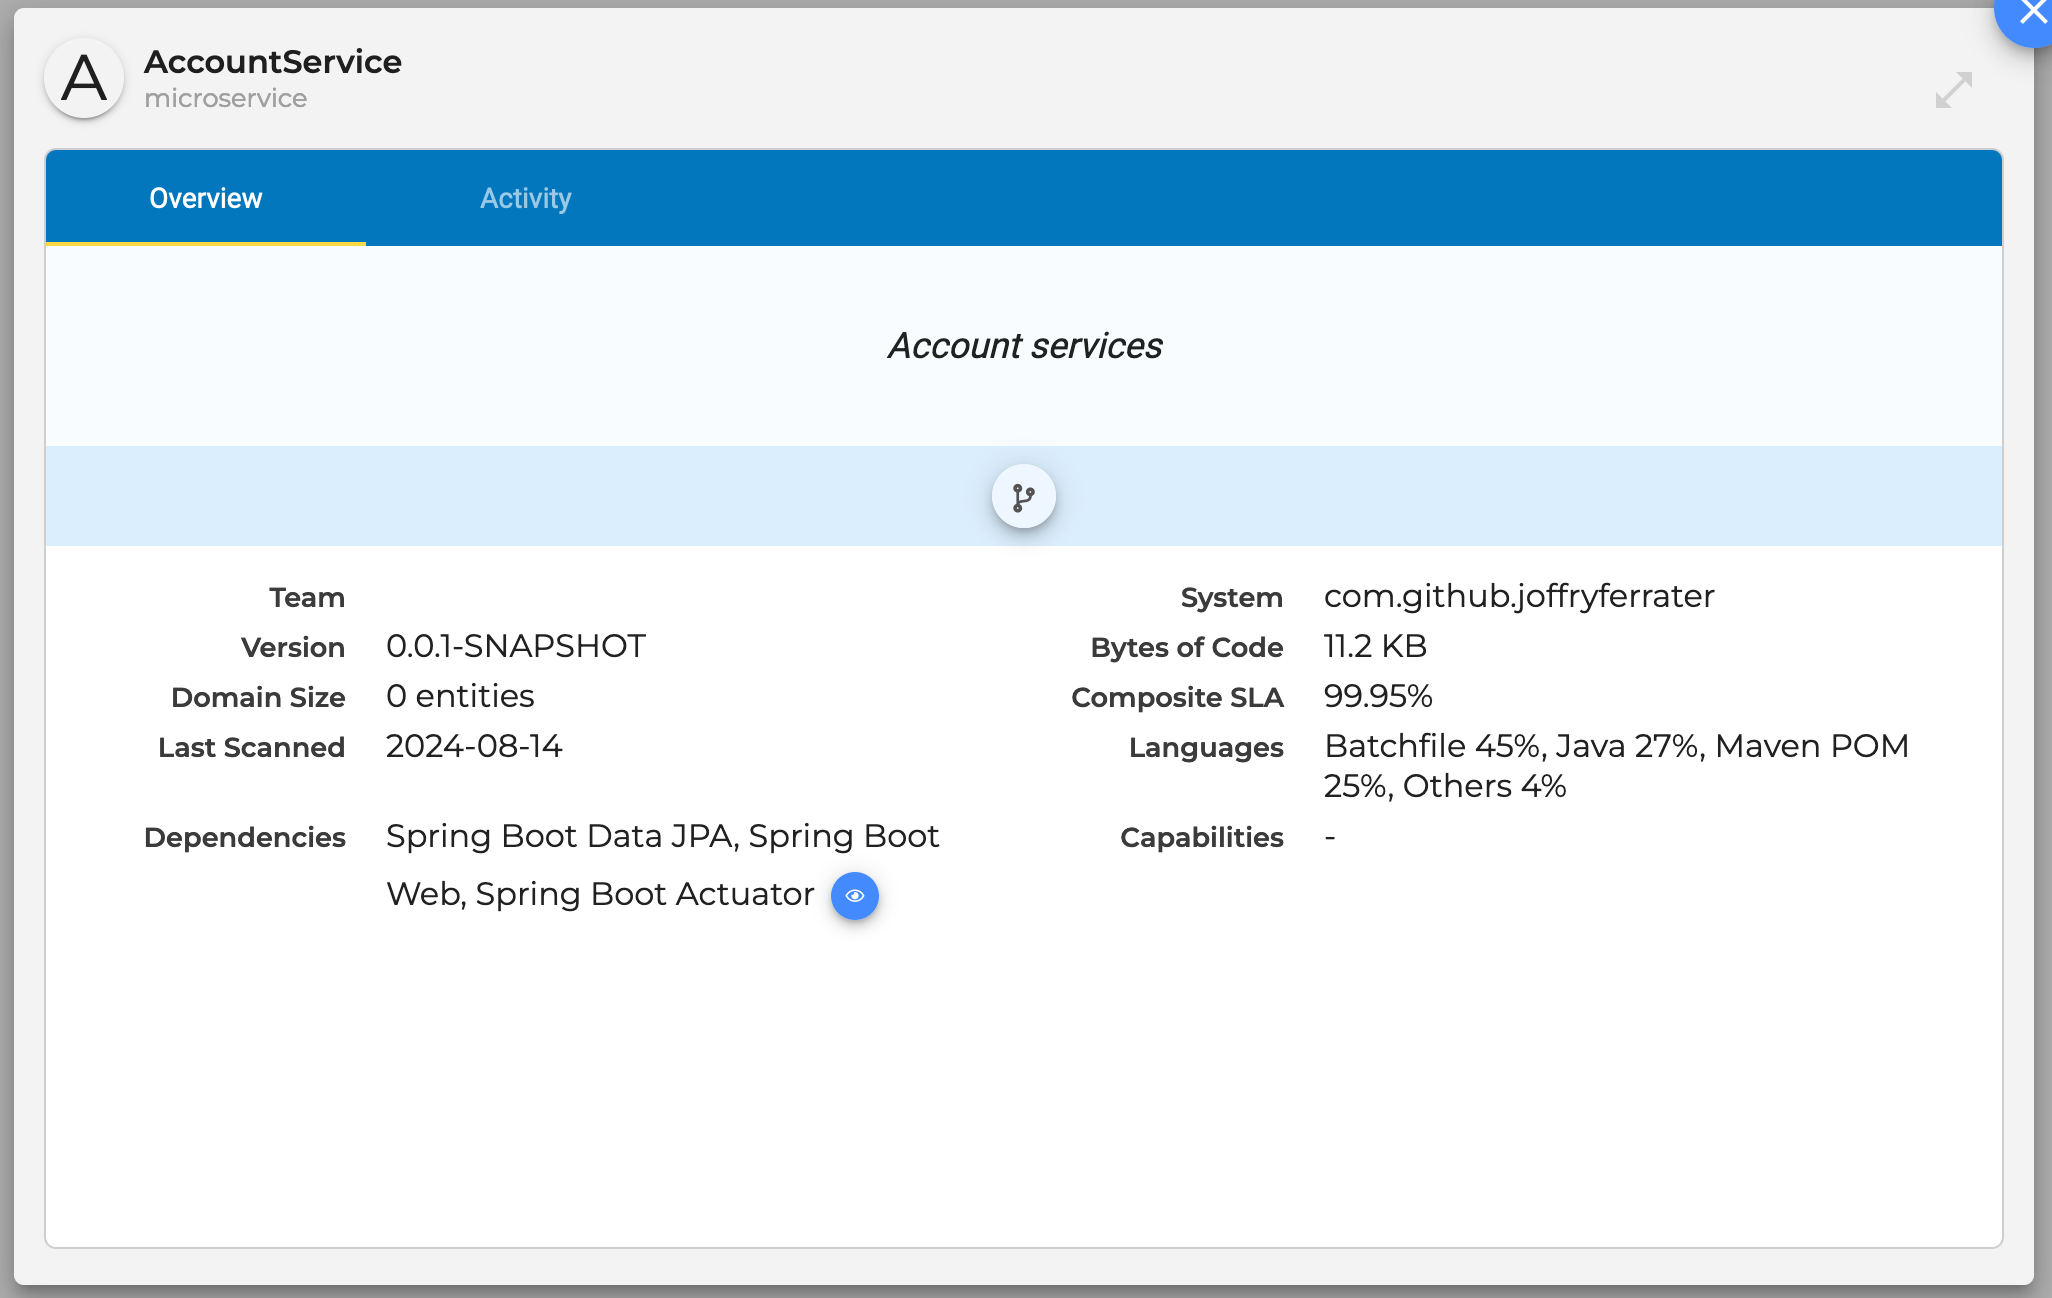 A
AccountService
microservice
Overview
Activity
Account services
Team
System com.github.joffryferrater
Version 0.0.1-SNAPSHOT
Bytes of Code 11.2 KB
Domain Size 0 entities
Composite SLA 99.95%
Last Scanned 2024-08-14
Languages Batchfile 45%, Java 27%, Maven POM
25%, Others 4%
Dependencies Spring Boot Data JPA, Spring Boot
Web, Spring Boot Actuator
Capabilities -